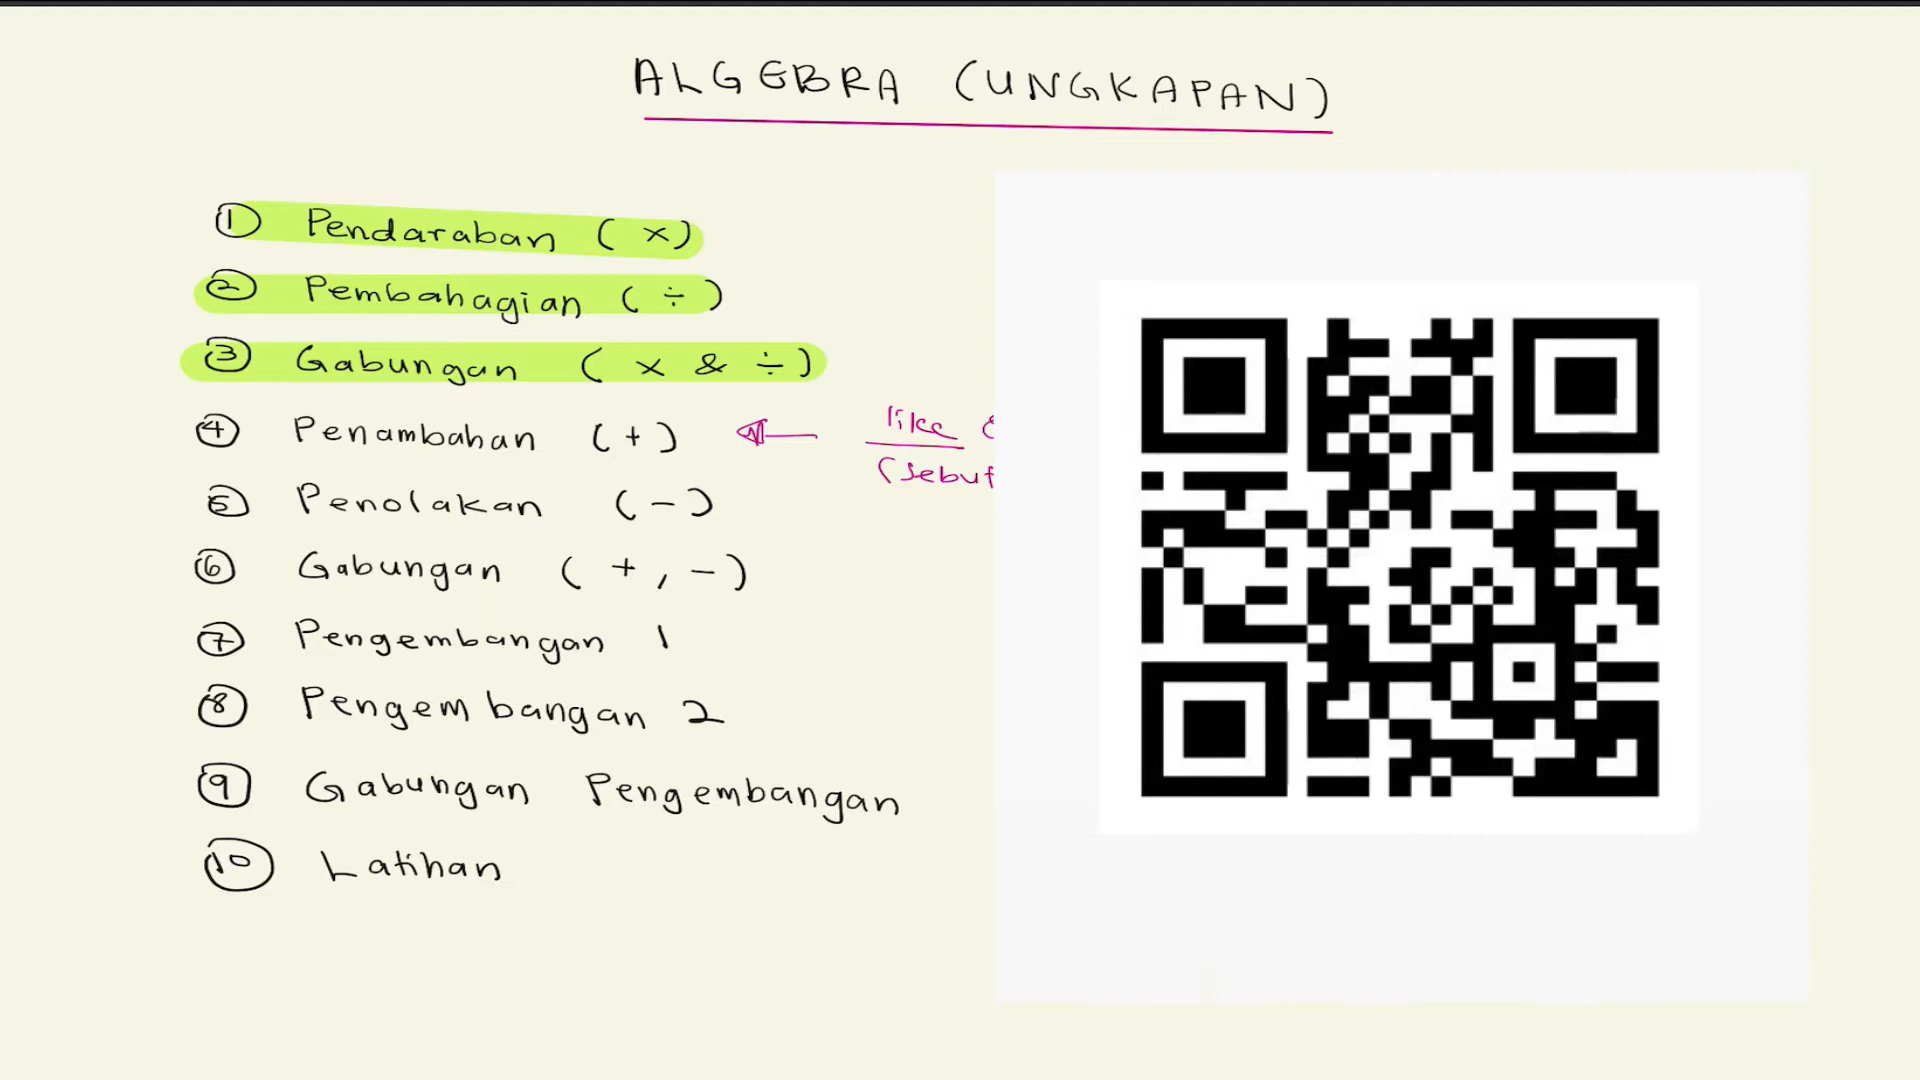 ALGEBRA (UNGKAPAN)
1 Pendaraban (×)
2 Pembahagian (÷)
3 Gabungan (× & ÷)
4 Penambahan (+)
like
(sebut
5 Penolakan (-)
6 Gabungan (+, -)
7 Pengembangan 1
8 Pengembangan 2
9 Gabungan Pengembangan
10 Latihan